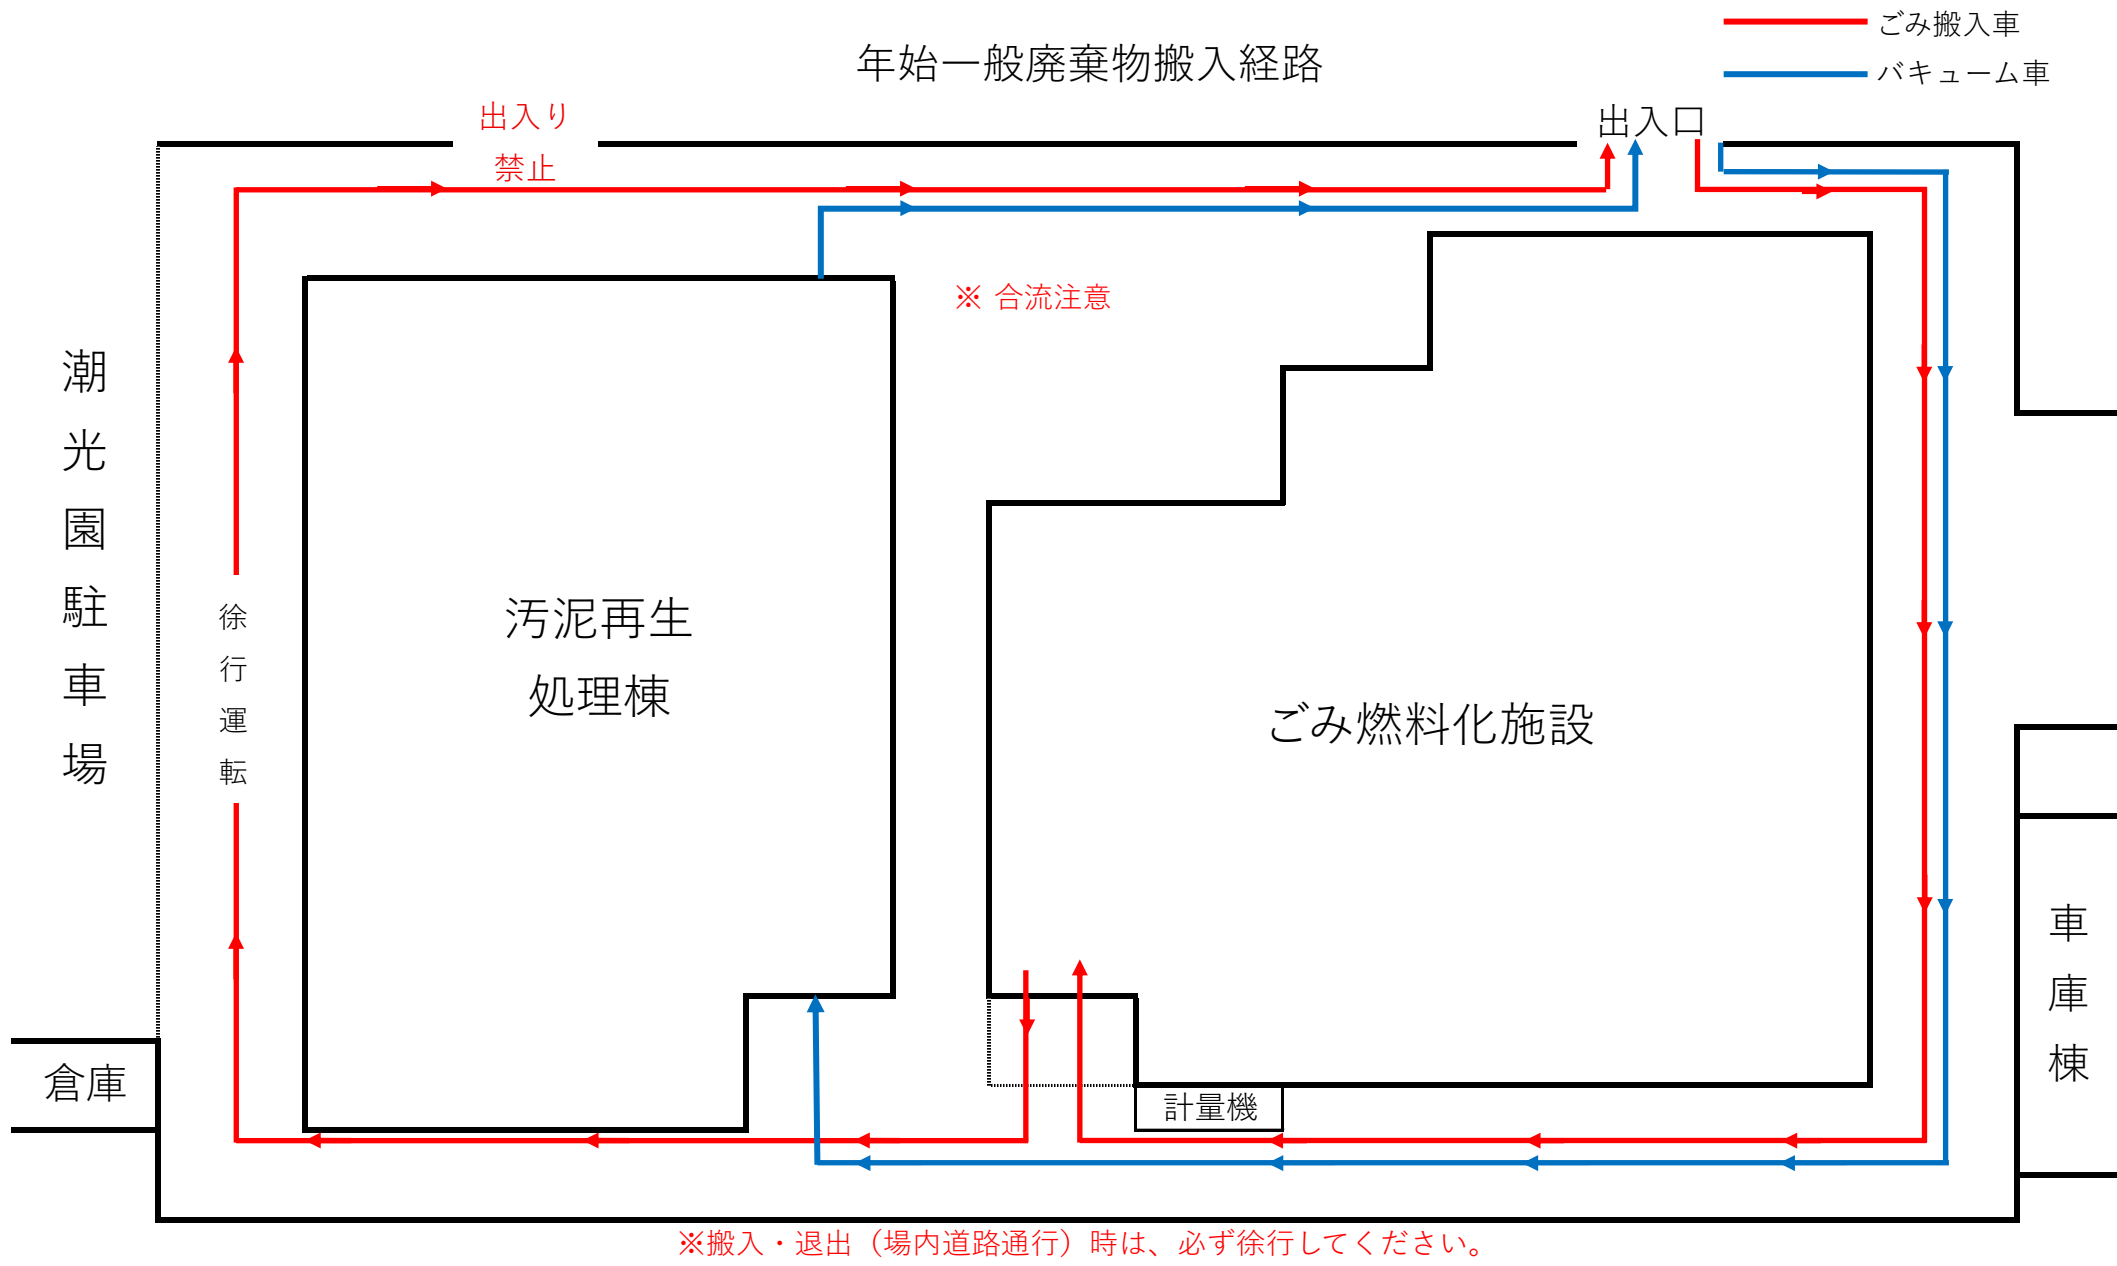 ごみ搬入車
年始一般廃棄物搬入経路
バキューム車
出入り
禁止
出入口
※ 合流注意
潮光園駐車場
徐行運転
汚泥再生
処理棟
ごみ燃料化施設
車庫棟
倉庫
計量機
※搬入・退出（場内道路通行）時は、必ず徐行してください。